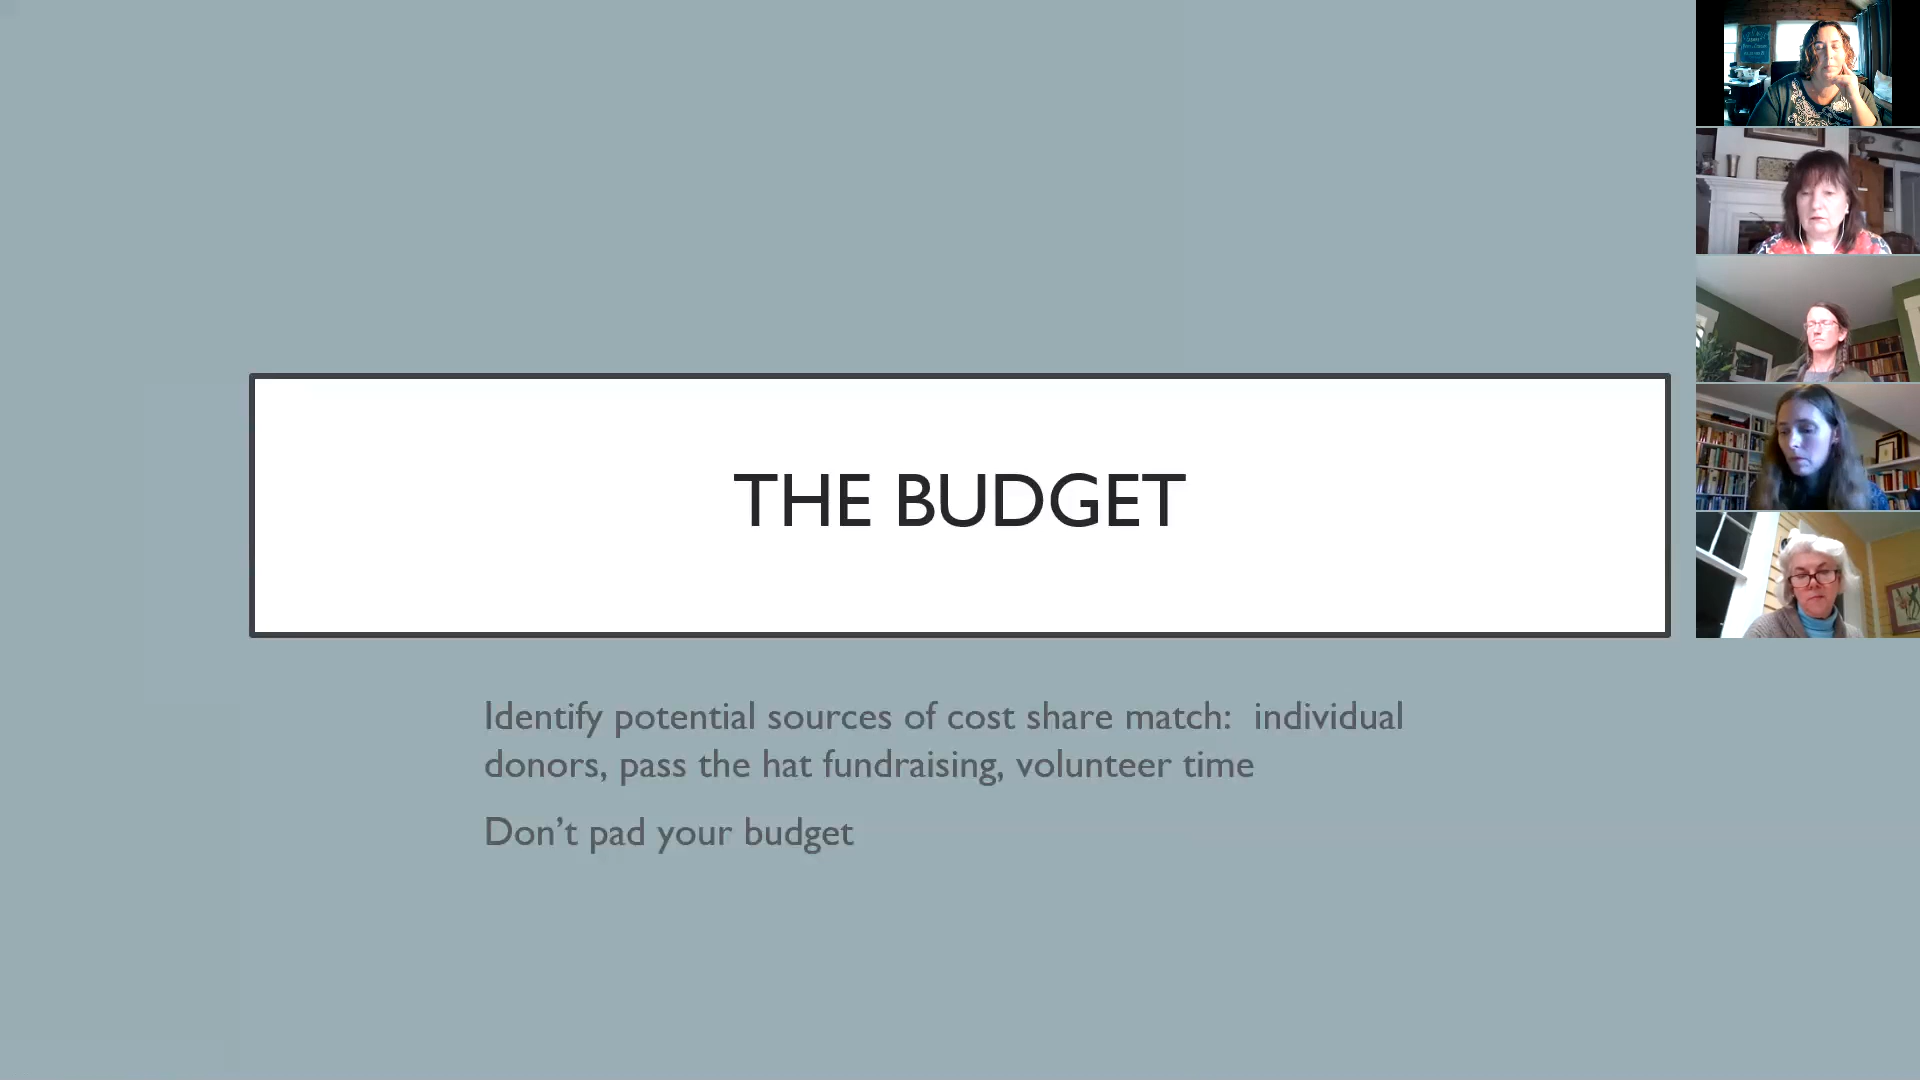 THE BUDGET
Identify potential sources of cost share match:  individual
donors, pass the hat fundraising, volunteer time
Don’t pad your budget